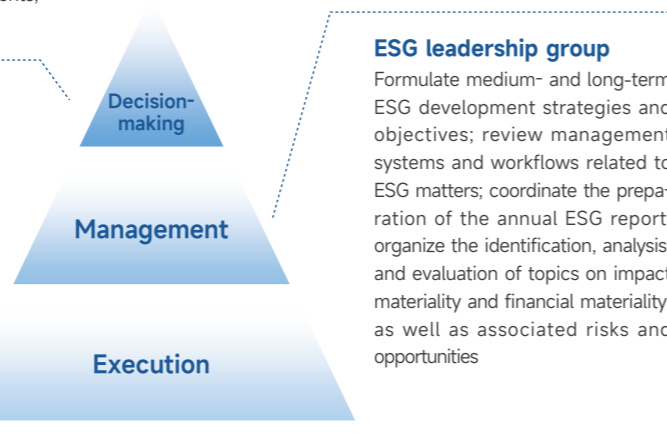 Decision-
making
Management
Execution
ESG leadership group
Formulate medium- and long-term
ESG development strategies and
objectives; review management
systems and workflows related to
ESG matters; coordinate the prepa-
ration of the annual ESG report
organize the identification, analysis
and evaluation of topics on impact
materiality and financial materiality
as well as associated risks and
opportunities